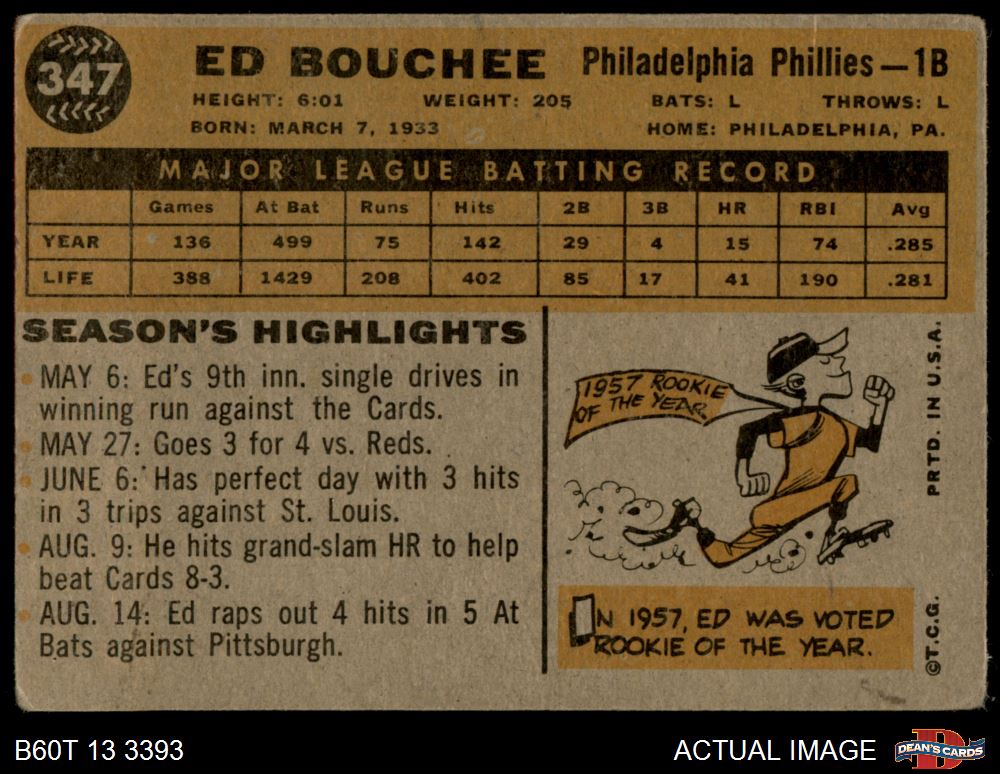 347
ED BOUCHEE Philadelphia Phillies—1B
HEIGHT: 6:01 WEIGHT: 205 BATS: L THROWS: L
BORN: MARCH 7, 1933 HOME: PHILADELPHIA, PA.
MAJOR LEAGUE BATTING RECORD
Games At Bat Runs Hits 2B 3B HR RBI Avg
YEAR 136 499 75 142 29 4 15 74 .285
LIFE 388 1429 208 402 85 17 41 190 .281
SEASON'S HIGHLIGHTS
• MAY 6: Ed's 9th inn. single drives in
winning run against the Cards.
• MAY 27: Goes 3 for 4 vs. Reds.
• JUNE 6: Has perfect day with 3 hits
in 3 trips against St. Louis.
• AUG. 9: He hits grand-slam HR to help
beat Cards 8-3.
• AUG. 14: Ed raps out 4 hits in 5 At
Bats against Pittsburgh.
1957 ROOKIE
OF THE YEAR
IN 1957, ED WAS VOTED
ROOKIE OF THE YEAR.
PRTD. IN U.S.A.
©T.C.G.
B60T 13 3393
ACTUAL IMAGE
DEAN'S CARDS